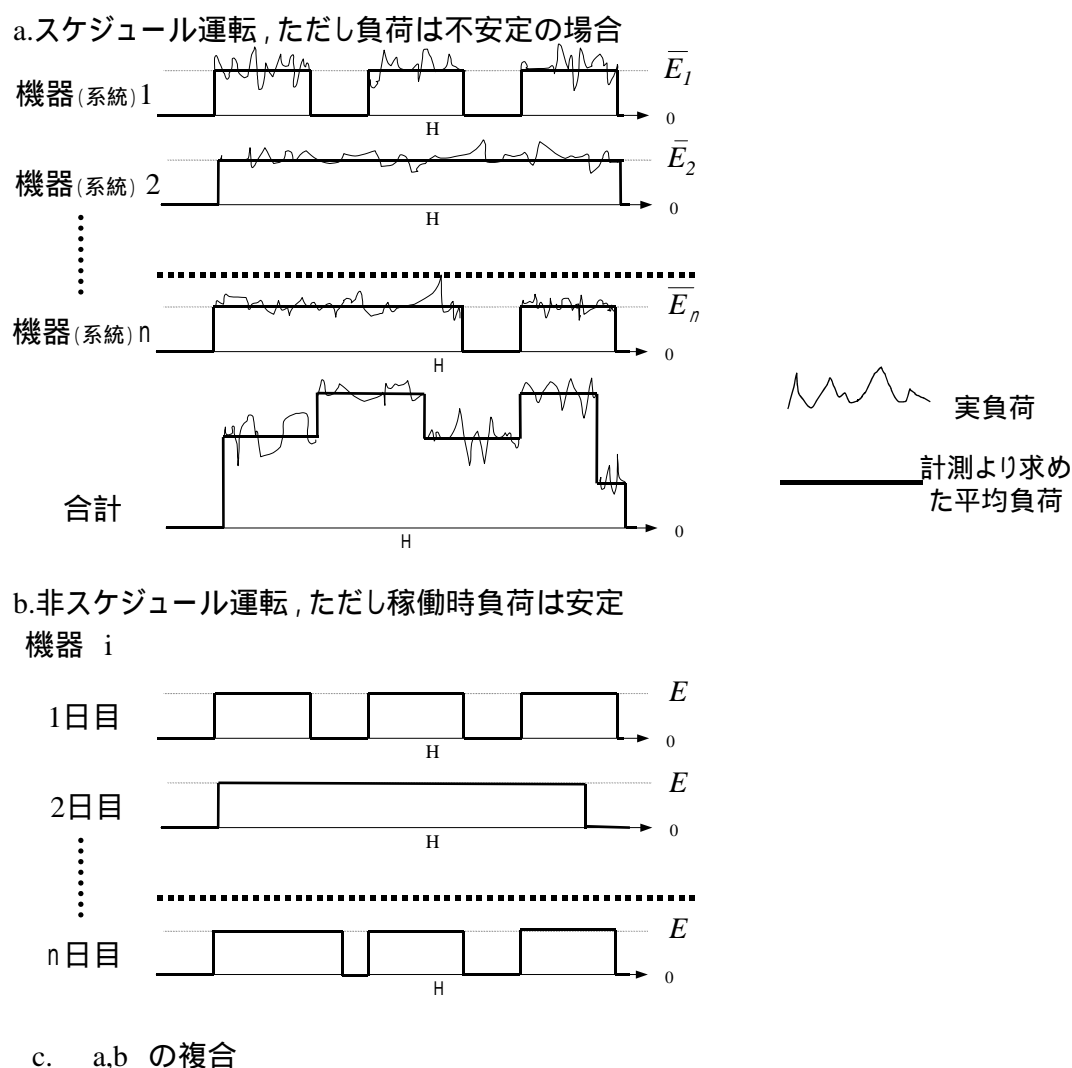 a.スケジュール運転,ただし負荷は不安定の場合
機器(系統)1
E1
H
0
機器(系統) 2
E2
H
0
機器(系統)n
En
H
0
合計
H
0
実負荷
計測より求め
た平均負荷
b.非スケジュール運転,ただし稼働時負荷は安定
機器 i
1日目
E
H
0
2日目
E
H
0
n日目
E
H
0
c. a,b の複合